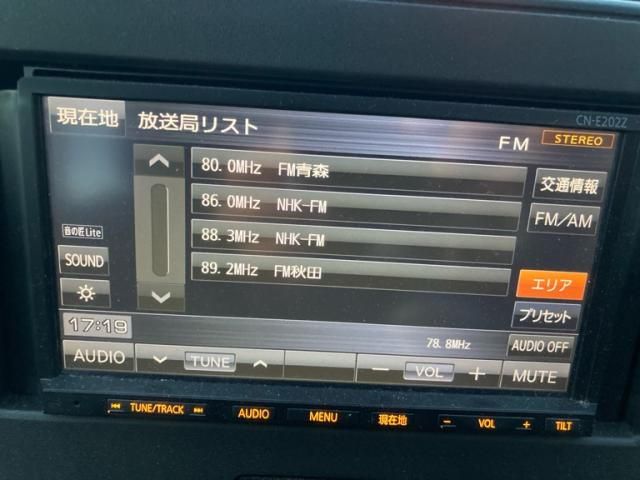 現在地 放送局リスト
CN-E202Z
FM STEREO
80.0MHz FM青森
86.0MHz NHK-FM
88.3MHz NHK-FM
89.2MHz FM秋田
交通情報
FM/AM
エリア
プリセット
音の匠Lite
SOUND
17:19
78.8MHz AUDIO OFF
AUDIO TUNE VOL MUTE
TUNE/TRACK AUDIO MENU 現在地 - VOL + TILT